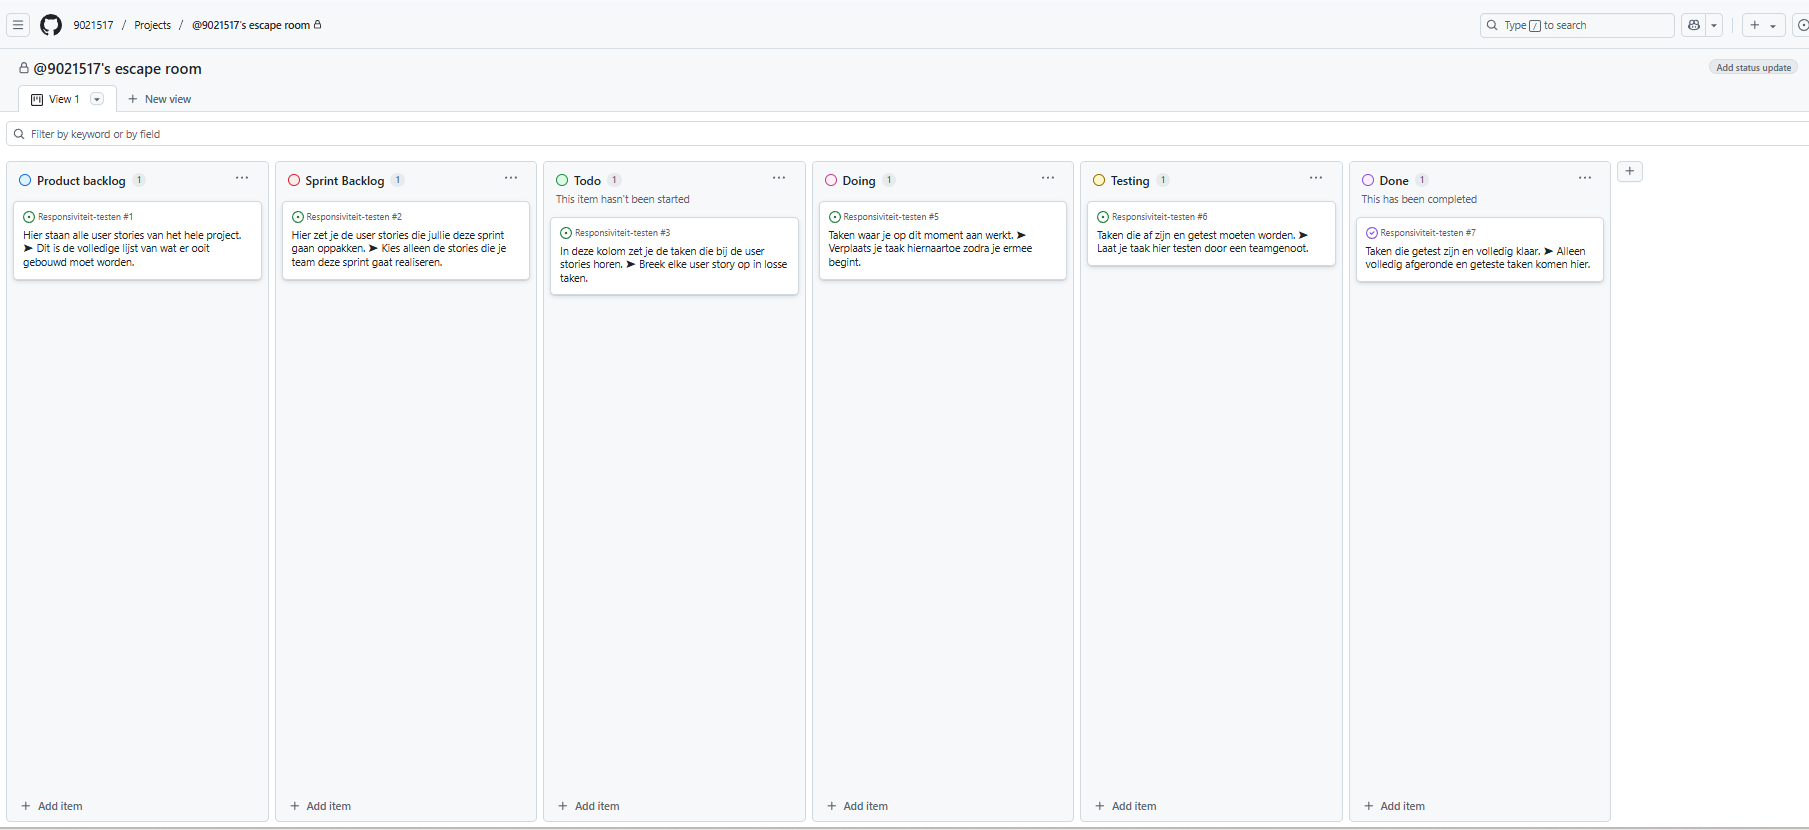 9021517 / Projects / @9021517's escape room
Type / to search
@9021517's escape room
Add status update
View 1
New view
Filter by keyword or by field
Product backlog 1
Responsiviteit-testen #1
Hier staan alle user stories van het hele project.
➤ Dit is de volledige lijst van wat er ooit
gebouwd moet worden.
Add item
Sprint Backlog 1
Responsiviteit-testen #2
Hier zet je de user stories die jullie deze sprint
gaan oppakken. ➤ Kies alleen de stories die je
team deze sprint gaat realiseren.
Add item
Todo 1
This item hasn't been started
Responsiviteit-testen #3
In deze kolom zet je de taken die bij de user
stories horen. ➤ Breek elke user story op in losse
taken.
Add item
Doing 1
Responsiviteit-testen #5
Taken waar je op dit moment aan werkt. ➤
Verplaats je taak hiernaartoe zodra je ermee
begint.
Add item
Testing 1
Responsiviteit-testen #6
Taken die af zijn en getest moeten worden. ➤
Laat je taak hier testen door een teamgenoot.
Add item
Done 1
This has been completed
Responsiviteit-testen #7
Taken die getest zijn en volledig klaar. ➤ Alleen
volledig afgeronde en geteste taken komen hier.
Add item